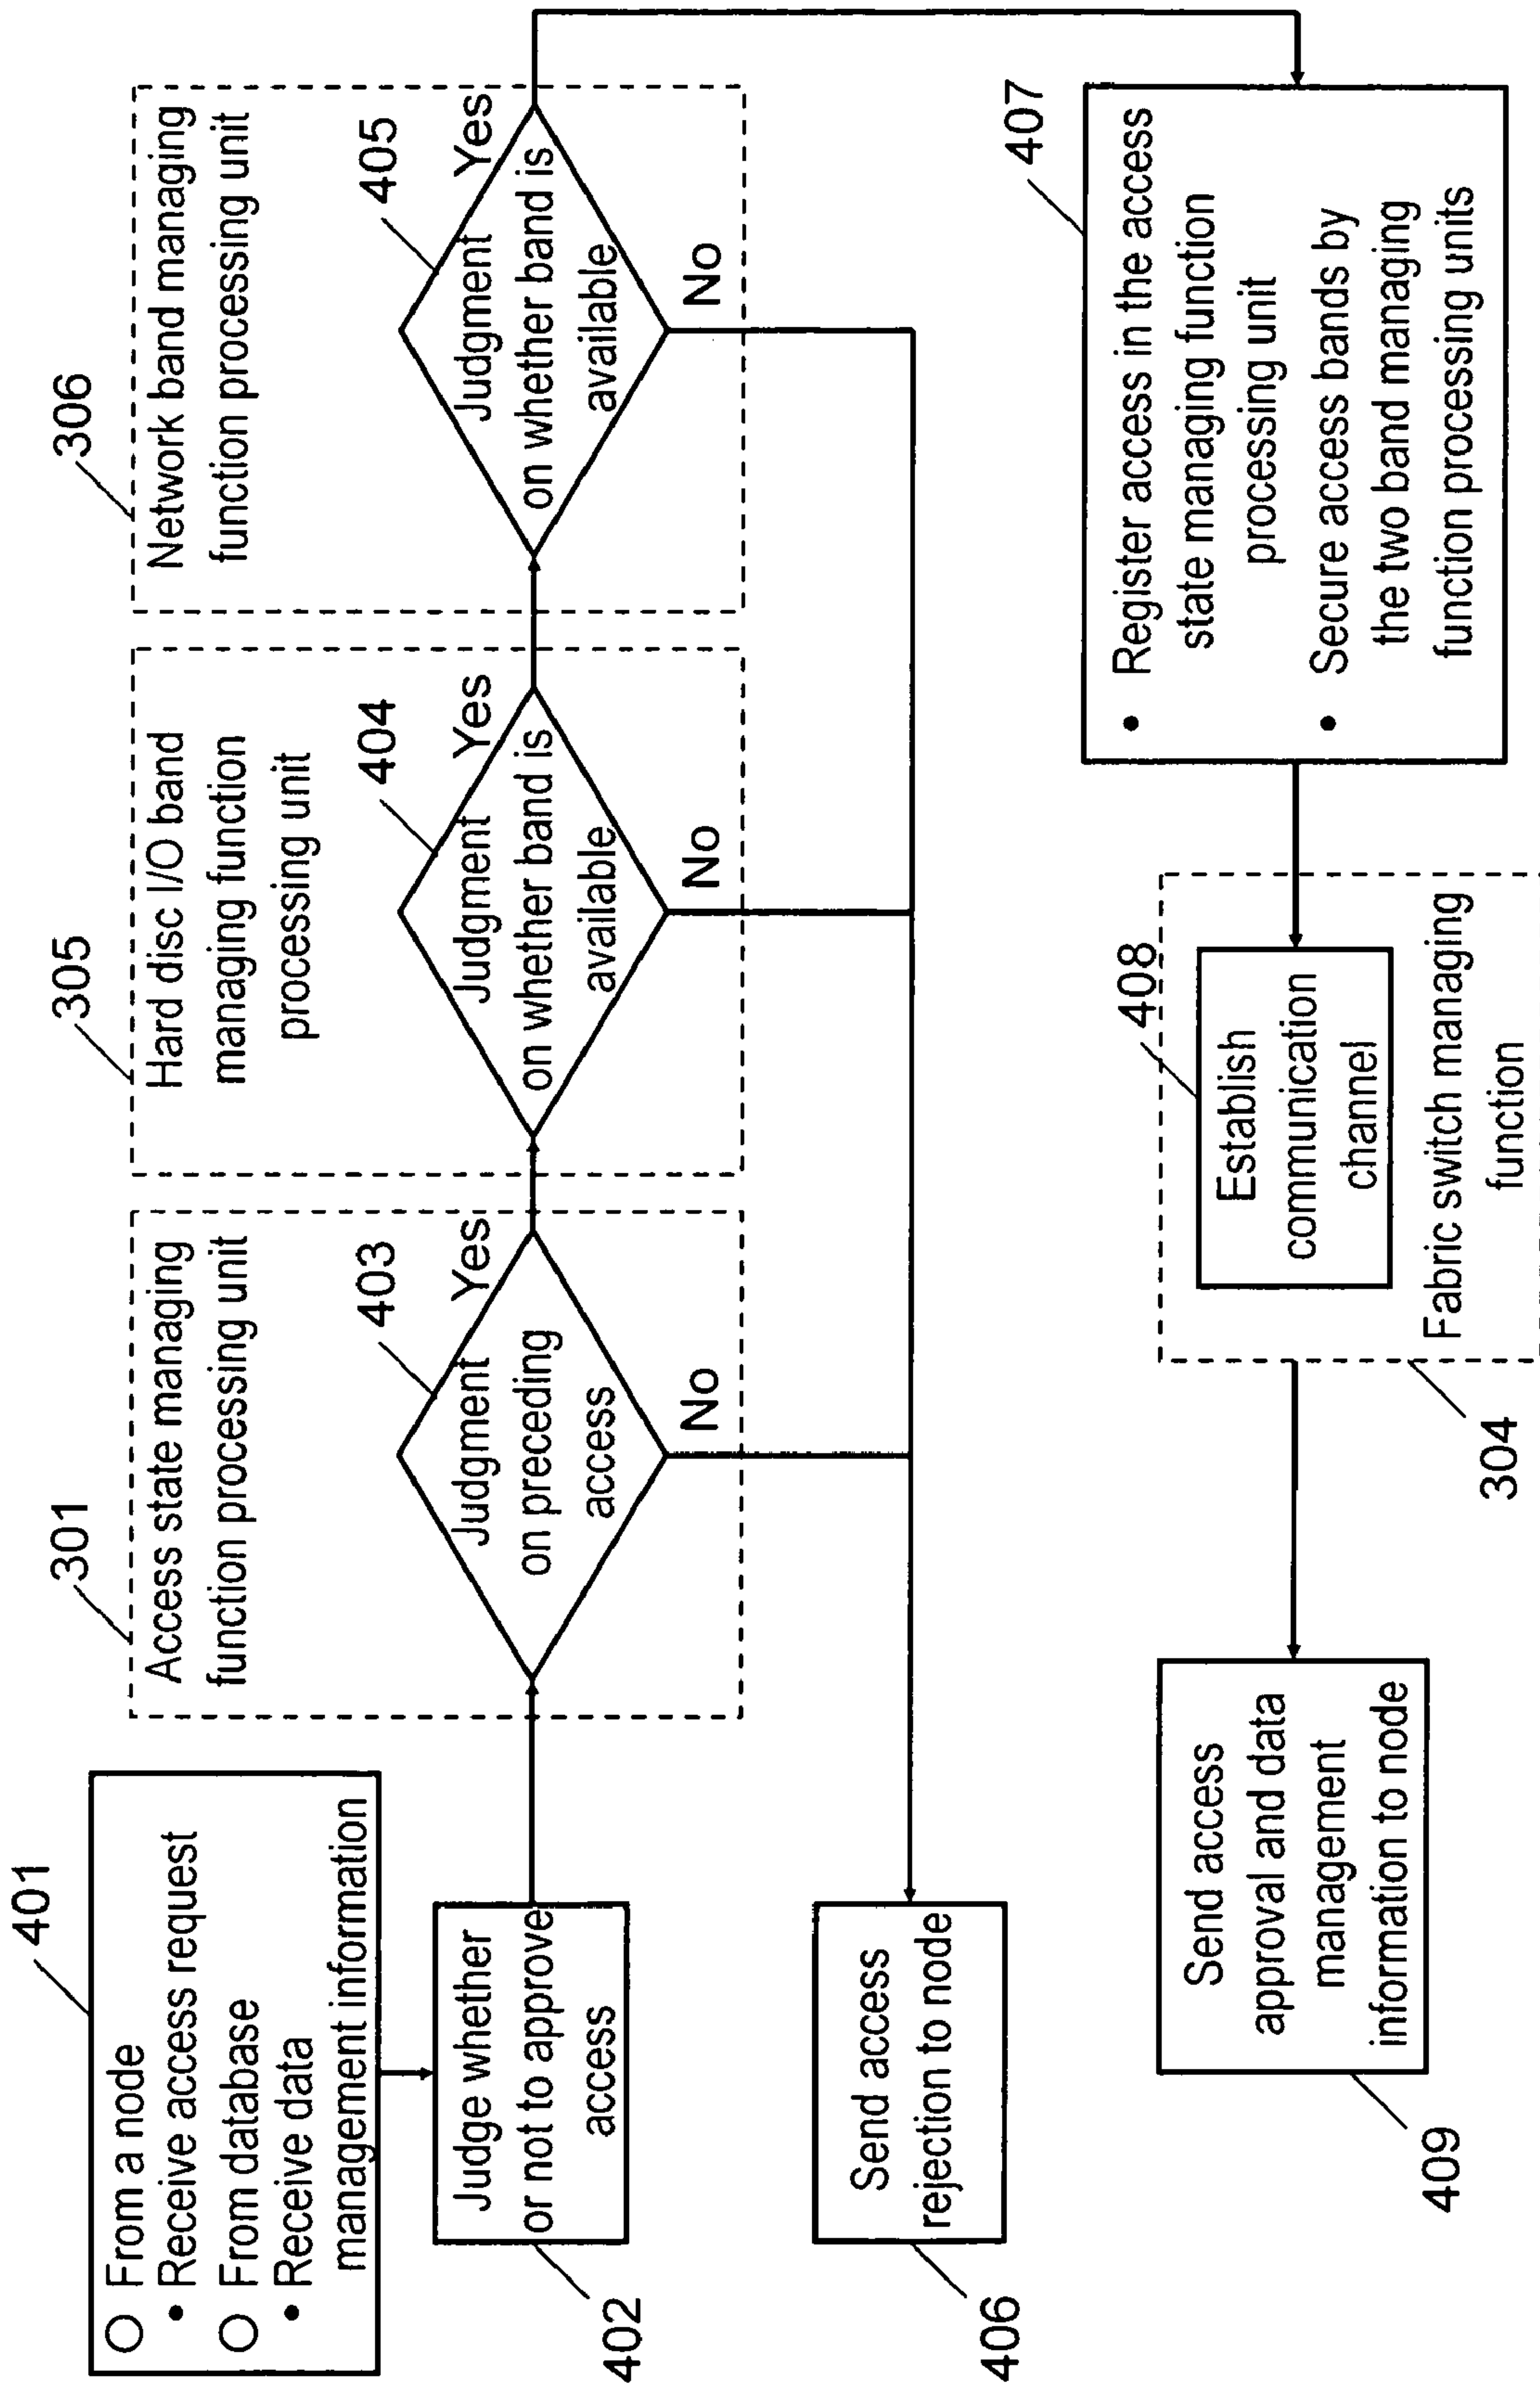 401
○ From a node
• Receive access request
○ From database
• Receive data
management information
402
Judge whether
or not to approve
access
301
Access state managing
function processing unit
403
Judgment
on preceding
access
Yes
No
305
Hard disc I/O band
managing function
processing unit
404
Judgment
on whether band is
available
Yes
No
306
Network band managing
function processing unit
405
Judgment
on whether band is
available
Yes
No
406
Send access
rejection to node
407
• Register access in the access
state managing function
processing unit
• Secure access bands by
the two band managing
function processing units
408
Establish
communication
channel
Fabric switch managing
function
304
409
Send access
approval and data
management
information to node